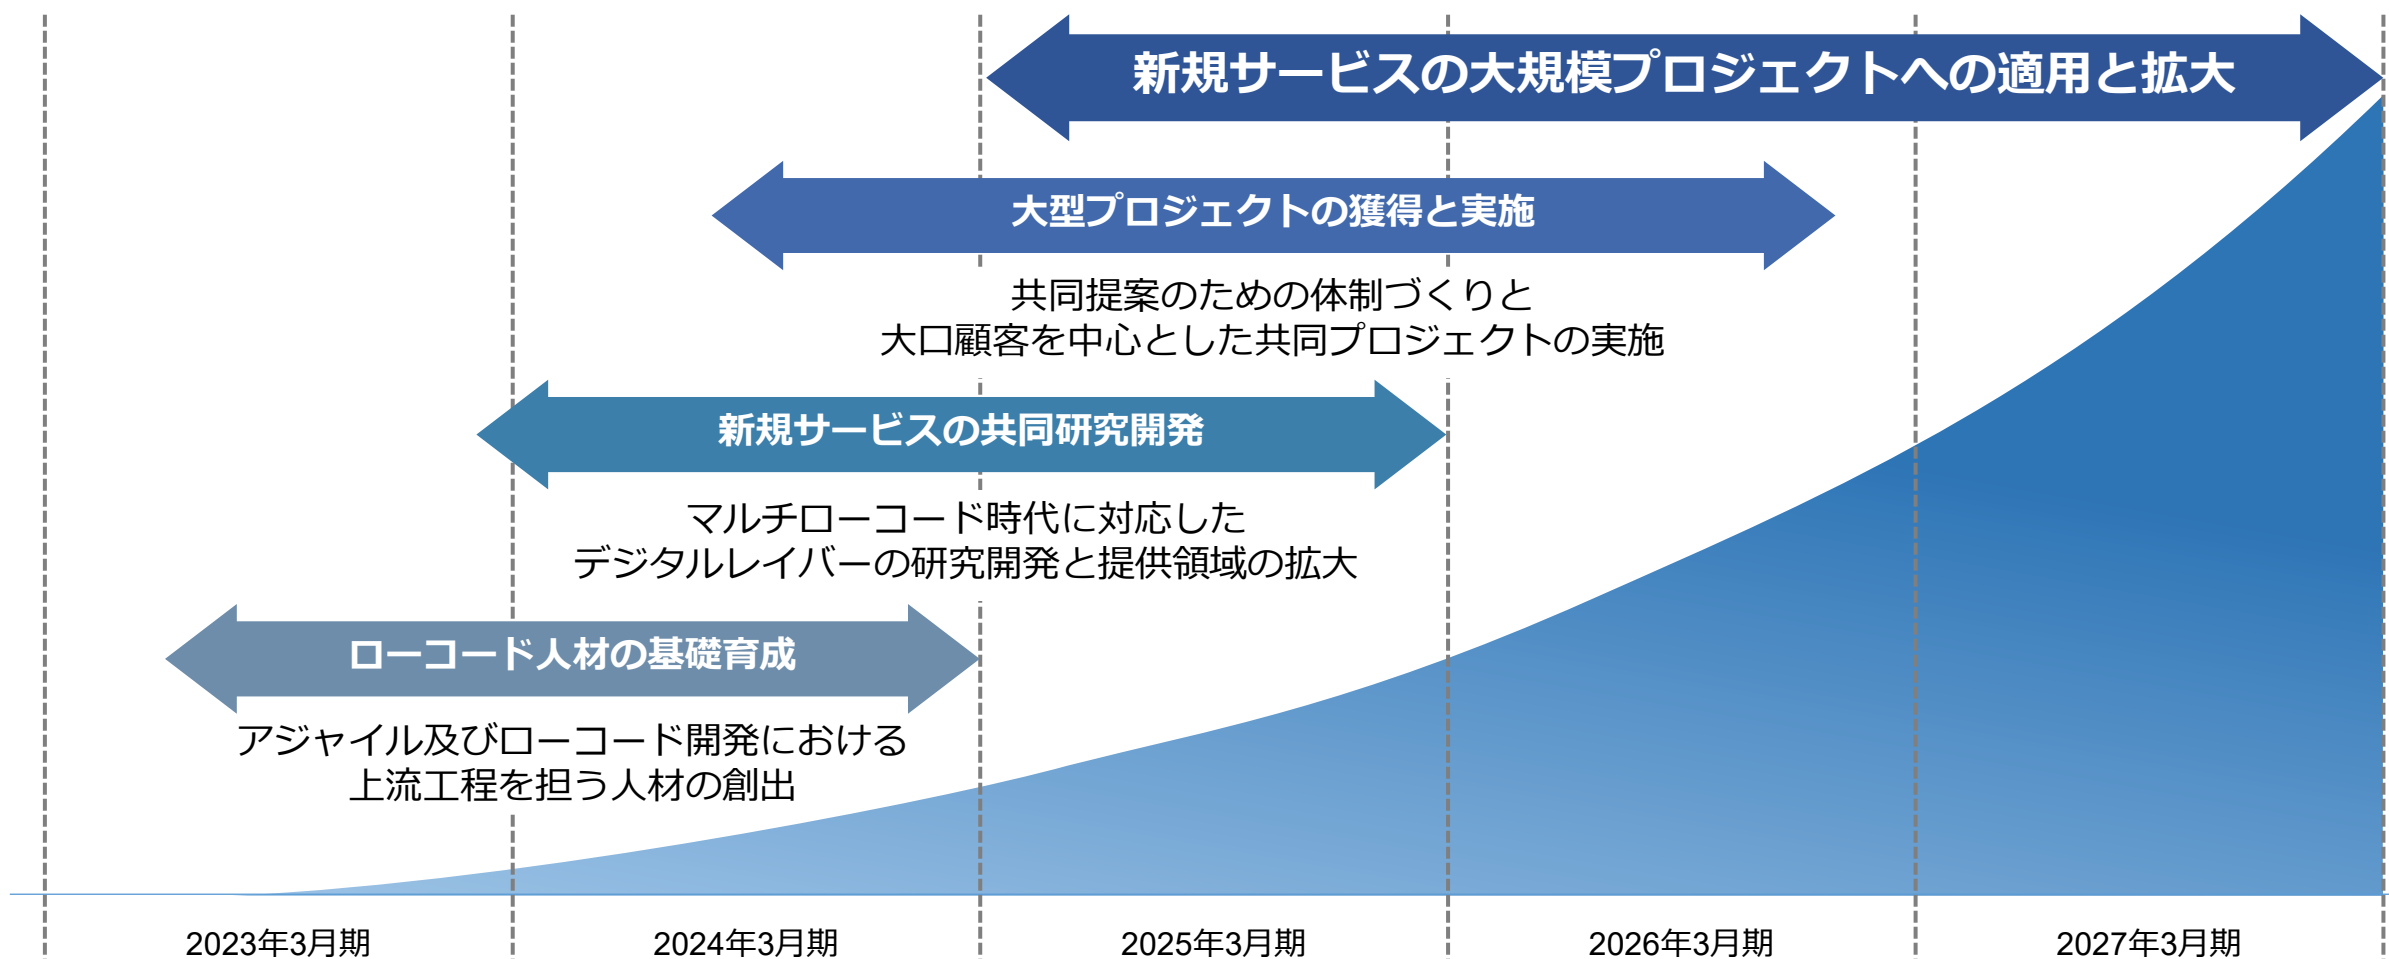 新規サービスの大規模プロジェクトへの適用と拡大
大型プロジェクトの獲得と実施
共同提案のための体制づくりと
大口顧客を中心とした共同プロジェクトの実施
新規サービスの共同研究開発
マルチローコード時代に対応した
デジタルレイバーの研究開発と提供領域の拡大
ローコード人材の基礎育成
アジャイル及びローコード開発における
上流工程を担う人材の創出
2023年3月期
2024年3月期
2025年3月期
2026年3月期
2027年3月期